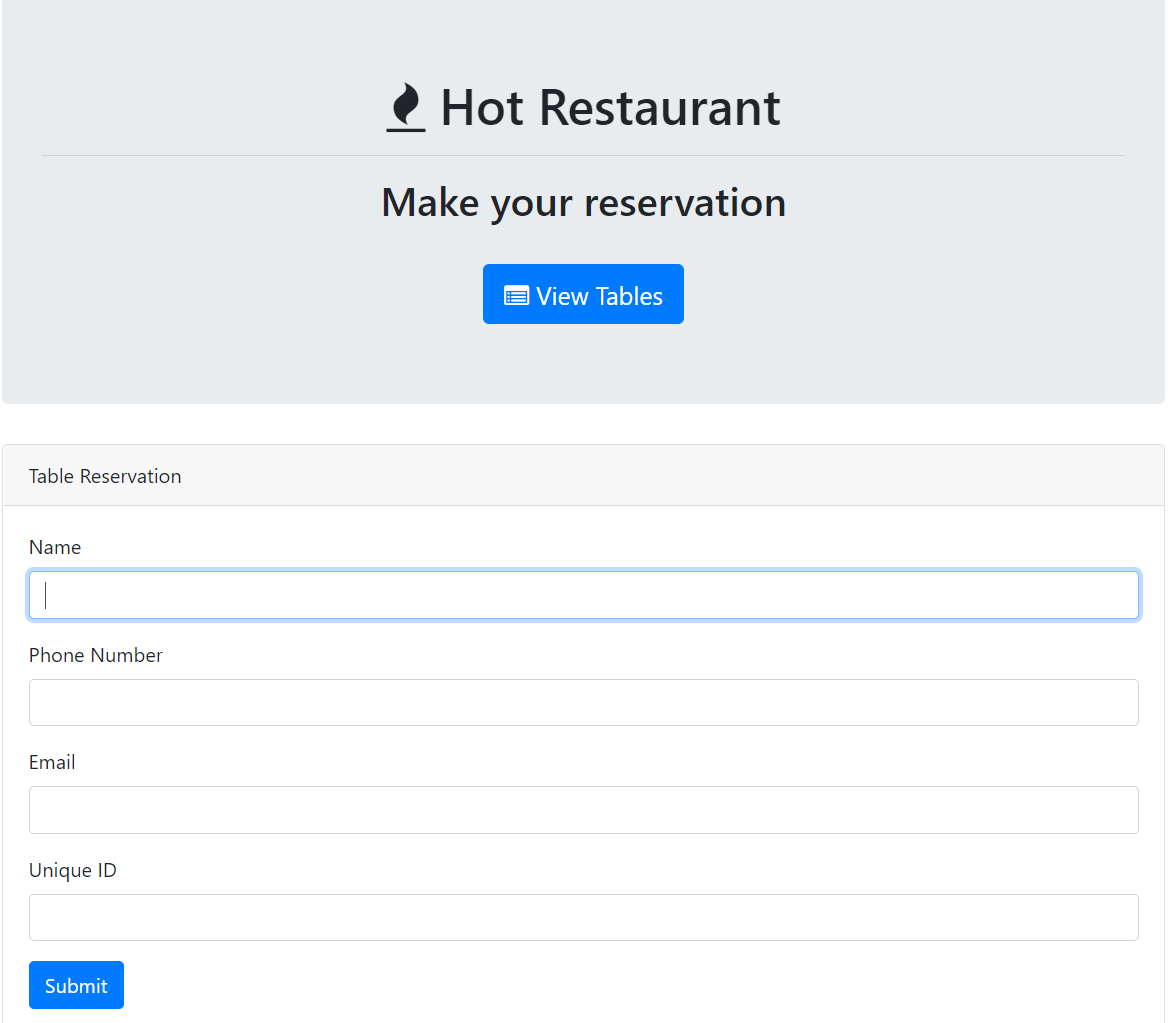 Hot Restaurant
Make your reservation
View Tables
Table Reservation
Name
Phone Number
Email
Unique ID
Submit